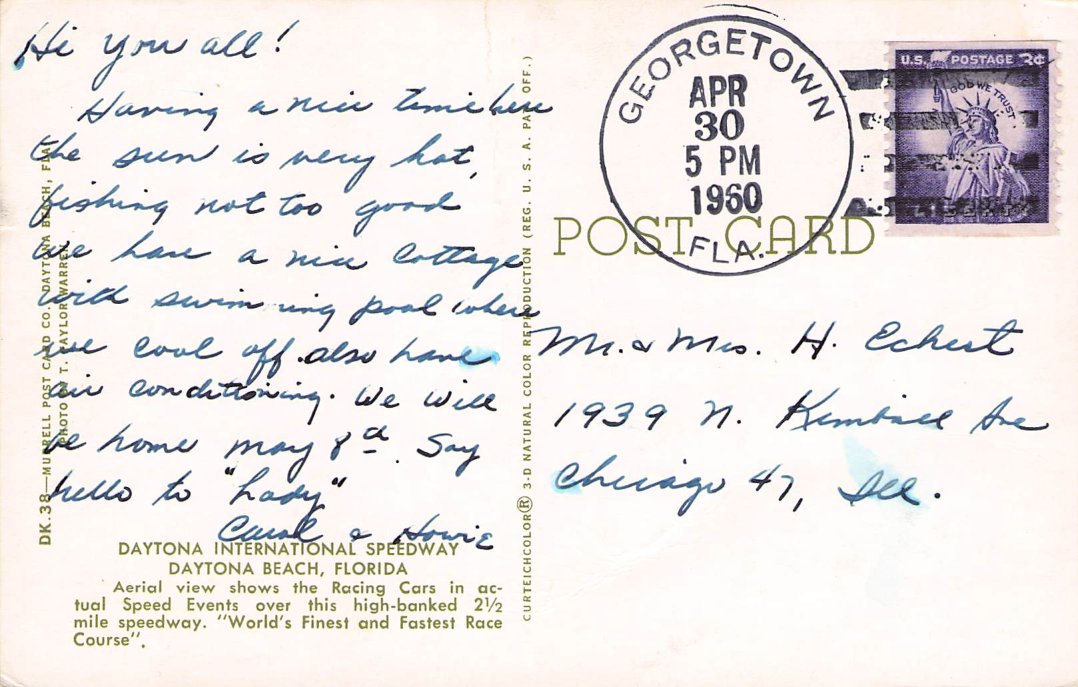 Hi you all!
Having a nice time here
the sun is very hot,
fishing not too good
we have a nice Cottage
with swimming pool where
we cool off. also have
air conditioning. We will
be home may 8th. Say
hello to "Lady"
Carol & Howie
DAYTONA INTERNATIONAL SPEEDWAY
DAYTONA BEACH, FLORIDA
Aerial view shows the Racing Cars in ac-
tual Speed Events over this high-banked 2½
mile speedway. "World's Finest and Fastest Race
Course".
DK.38—MURRELL POST CARD CO., DAYTONA BEACH, FLA.
PHOTO BY T. TAYLOR WARREN
CURTEICHCOLOR® 3-D NATURAL COLOR REPRODUCTION (REG. U. S. A. PAT. OFF.)
GEORGETOWN
APR
30
5 PM
1960
FLA.
U.S. POSTAGE 3¢
IN GOD WE TRUST
LIBERTY
POST CARD
Mr. & Mrs. H. Echert
1939 N. Kimball Ave
Chicago 47, Ill.